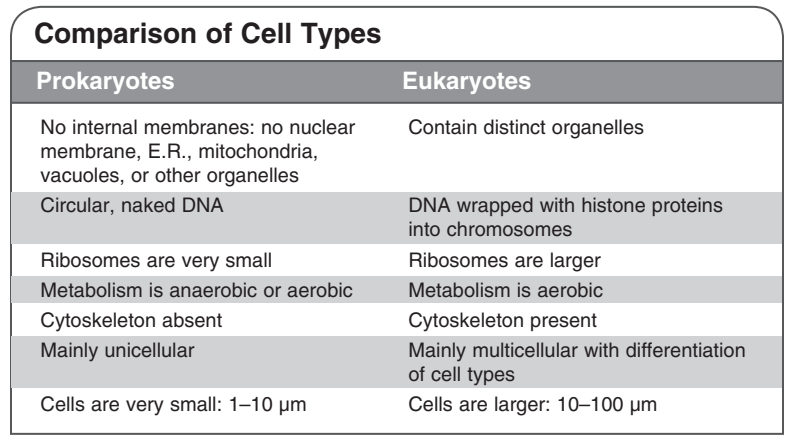 Comparison of Cell Types
Prokaryotes Eukaryotes
No internal membranes: no nuclear
membrane, E.R., mitochondria,
vacuoles, or other organelles
Contain distinct organelles
Circular, naked DNA
DNA wrapped with histone proteins
into chromosomes
Ribosomes are very small
Ribosomes are larger
Metabolism is anaerobic or aerobic
Metabolism is aerobic
Cytoskeleton absent
Cytoskeleton present
Mainly unicellular
Mainly multicellular with differentiation
of cell types
Cells are very small: 1–10 µm
Cells are larger: 10–100 µm